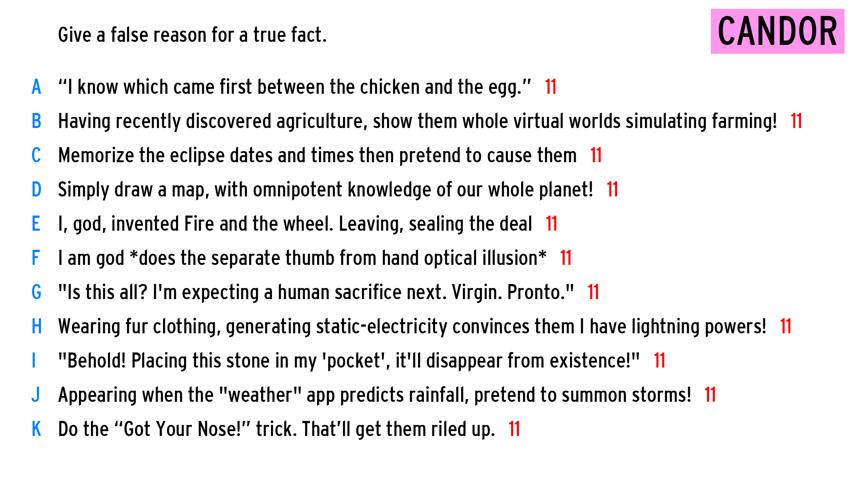 Give a false reason for a true fact.
CANDOR
A “I know which came first between the chicken and the egg.” 11
B Having recently discovered agriculture, show them whole virtual worlds simulating farming! 11
C Memorize the eclipse dates and times then pretend to cause them 11
D Simply draw a map, with omnipotent knowledge of our whole planet! 11
E I, god, invented Fire and the wheel. Leaving, sealing the deal 11
F I am god *does the separate thumb from hand optical illusion* 11
G "Is this all? I'm expecting a human sacrifice next. Virgin. Pronto." 11
H Wearing fur clothing, generating static-electricity convinces them I have lightning powers! 11
I "Behold! Placing this stone in my 'pocket', it'll disappear from existence!" 11
J Appearing when the "weather" app predicts rainfall, pretend to summon storms! 11
K Do the “Got Your Nose!” trick. That’ll get them riled up. 11